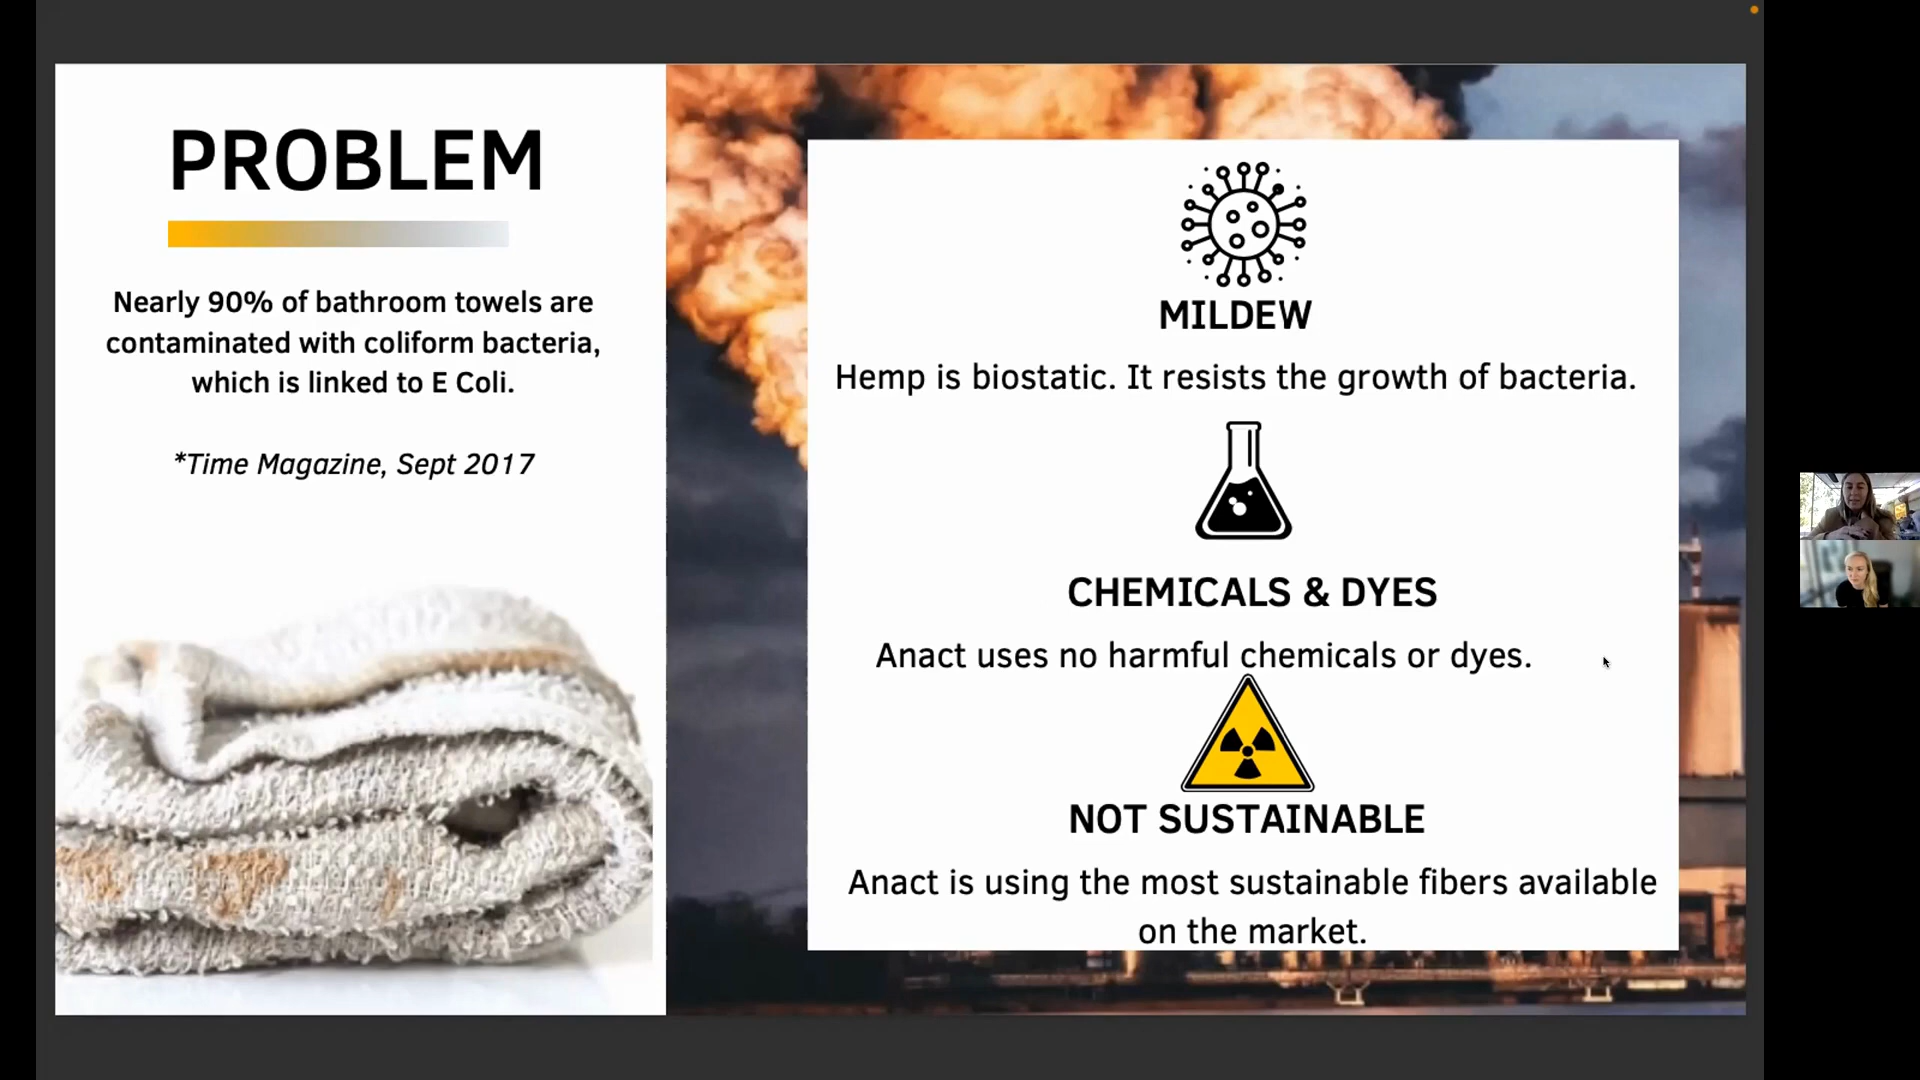 PROBLEM
Nearly 90% of bathroom towels are
contaminated with coliform bacteria,
which is linked to E Coli.
*Time Magazine, Sept 2017
MILDEW
Hemp is biostatic. It resists the growth of bacteria.
CHEMICALS & DYES
Anact uses no harmful chemicals or dyes.
NOT SUSTAINABLE
Anact is using the most sustainable fibers available
on the market.